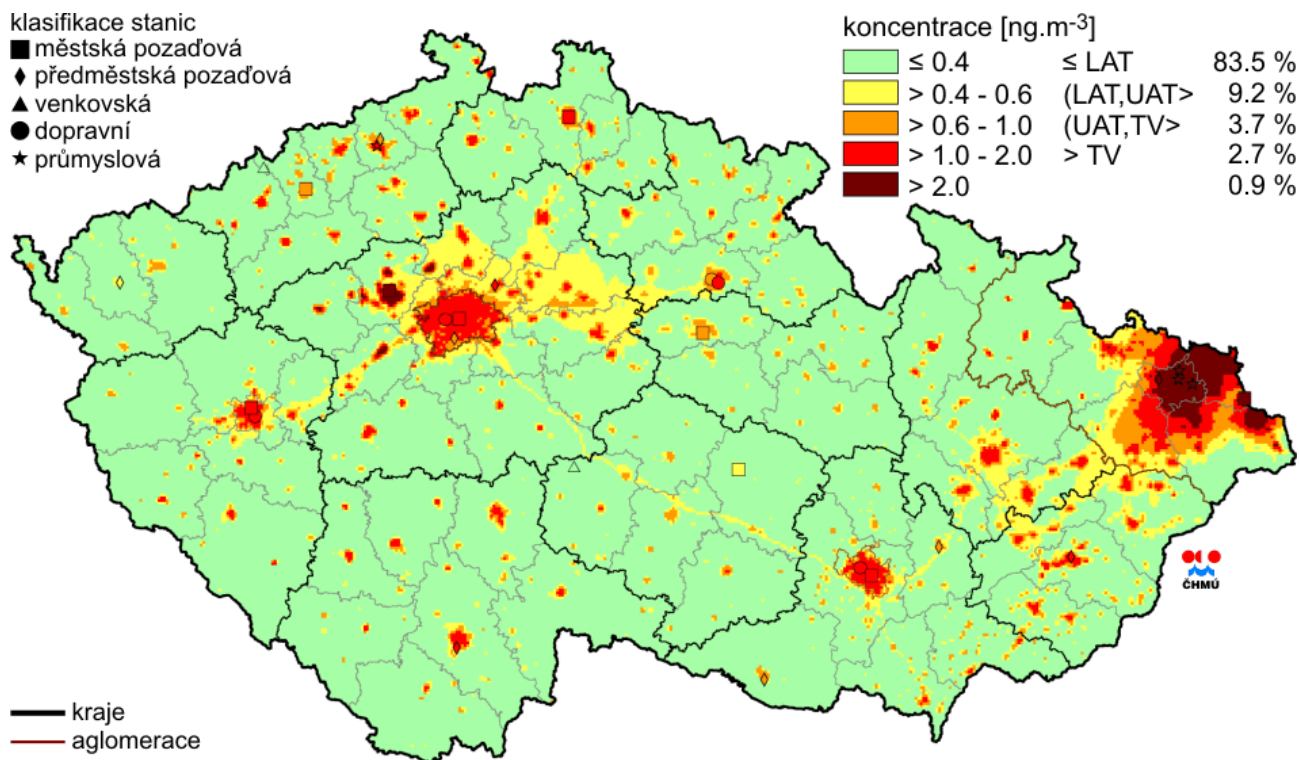 klasifikace stanic
městská pozaďová
předměstská pozaďová
venkovská
dopravní
průmyslová
koncentrace [ng.m-3]
≤ 0.4 ≤ LAT 83.5 %
> 0.4 - 0.6 (LAT,UAT> 9.2 %
> 0.6 - 1.0 (UAT,TV> 3.7 %
> 1.0 - 2.0 > TV 2.7 %
> 2.0 0.9 %
ČHMÚ
kraje
aglomerace